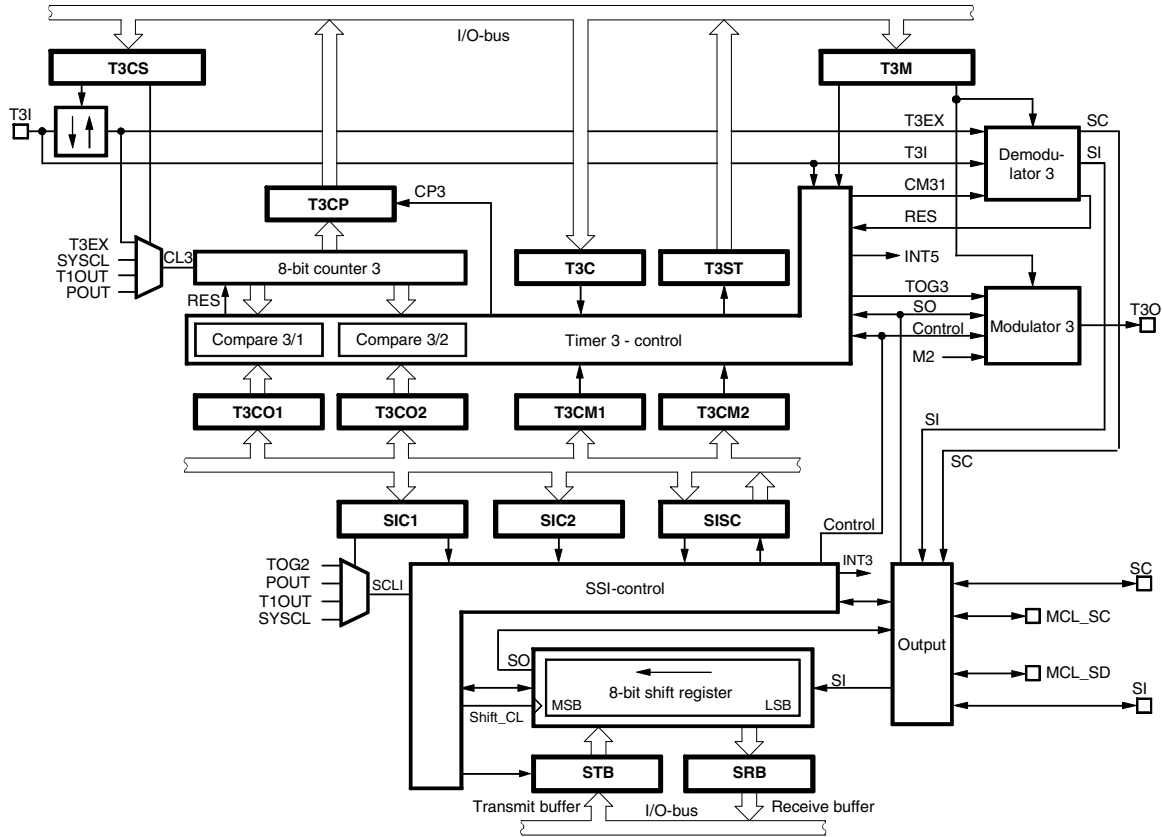 I/O-bus
T3CS
T3M
T3I
T3EX
SC
T3I
SI
Demodu-
lator 3
CM31
T3CP
CP3
RES
T3EX
SYSCL
T1OUT
POUT
CL3
8-bit counter 3
T3C
T3ST
INT5
RES
TOG3
SO
Control
M2
Modulator 3
T3O
Compare 3/1
Compare 3/2
Timer 3 - control
T3CO1
T3CO2
T3CM1
T3CM2
SI
SC
SIC1
SIC2
SISC
Control
TOG2
POUT
T1OUT
SYSCL
SCLI
SSI-control
INT3
SC
MCL_SC
Output
SO
8-bit shift register
MSB
LSB
SI
MCL_SD
SI
Shift_CL
STB
SRB
Transmit buffer
I/O-bus
Receive buffer